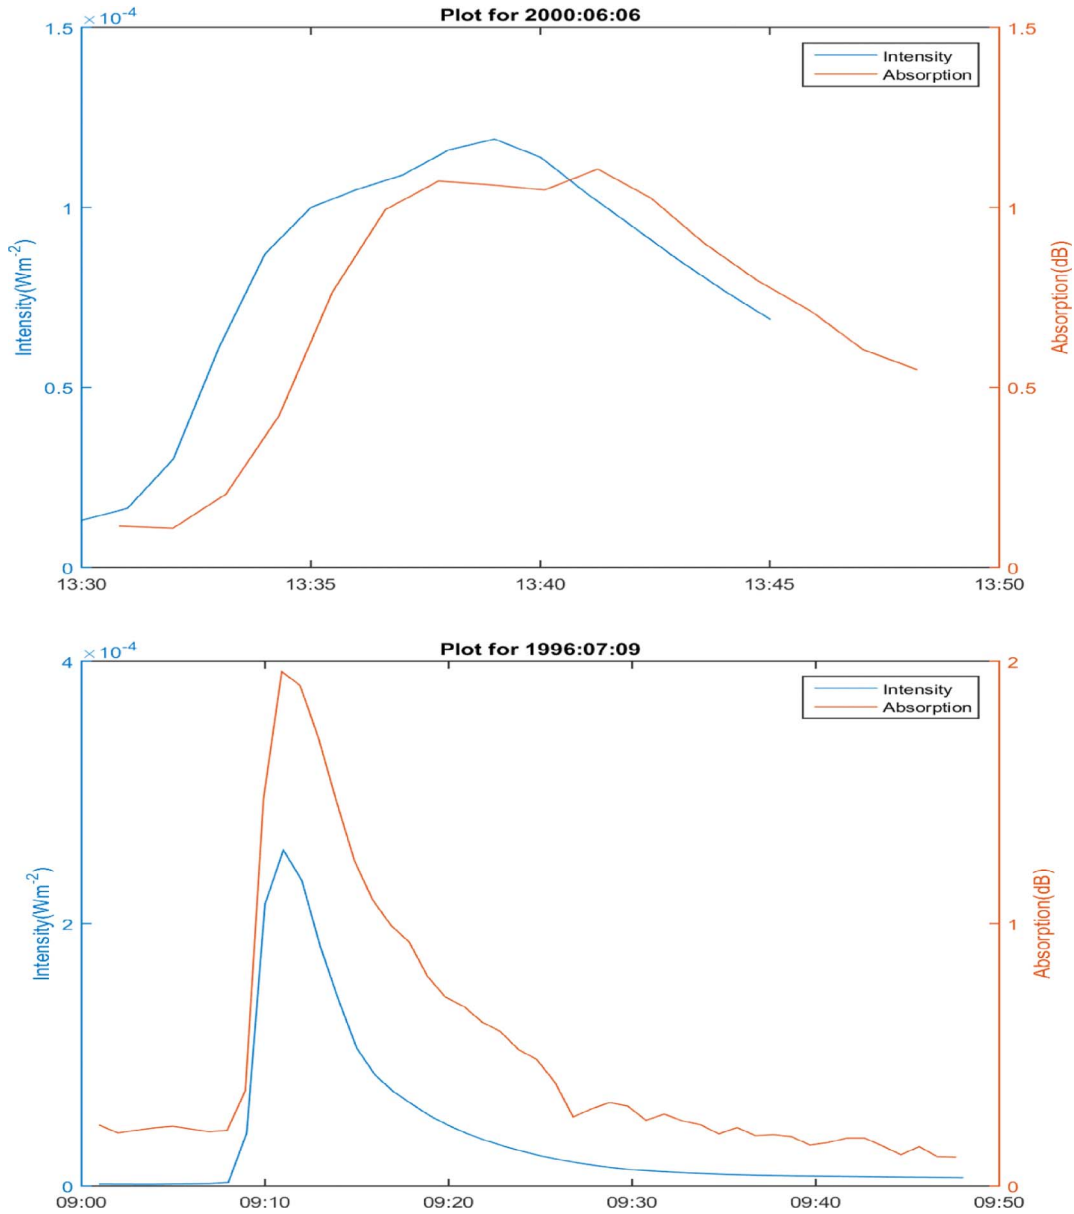 Plot for 2000:06:06
×10-4
1.5
1
0.5
0
Intensity(Wm-2)
1.5
1
0.5
0
Absorption(dB)
Intensity
Absorption
13:30 13:35 13:40 13:45 13:50
Plot for 1996:07:09
×10-4
4
2
0
Intensity(Wm-2)
2
1
0
Absorption(dB)
Intensity
Absorption
09:00 09:10 09:20 09:30 09:40 09:50